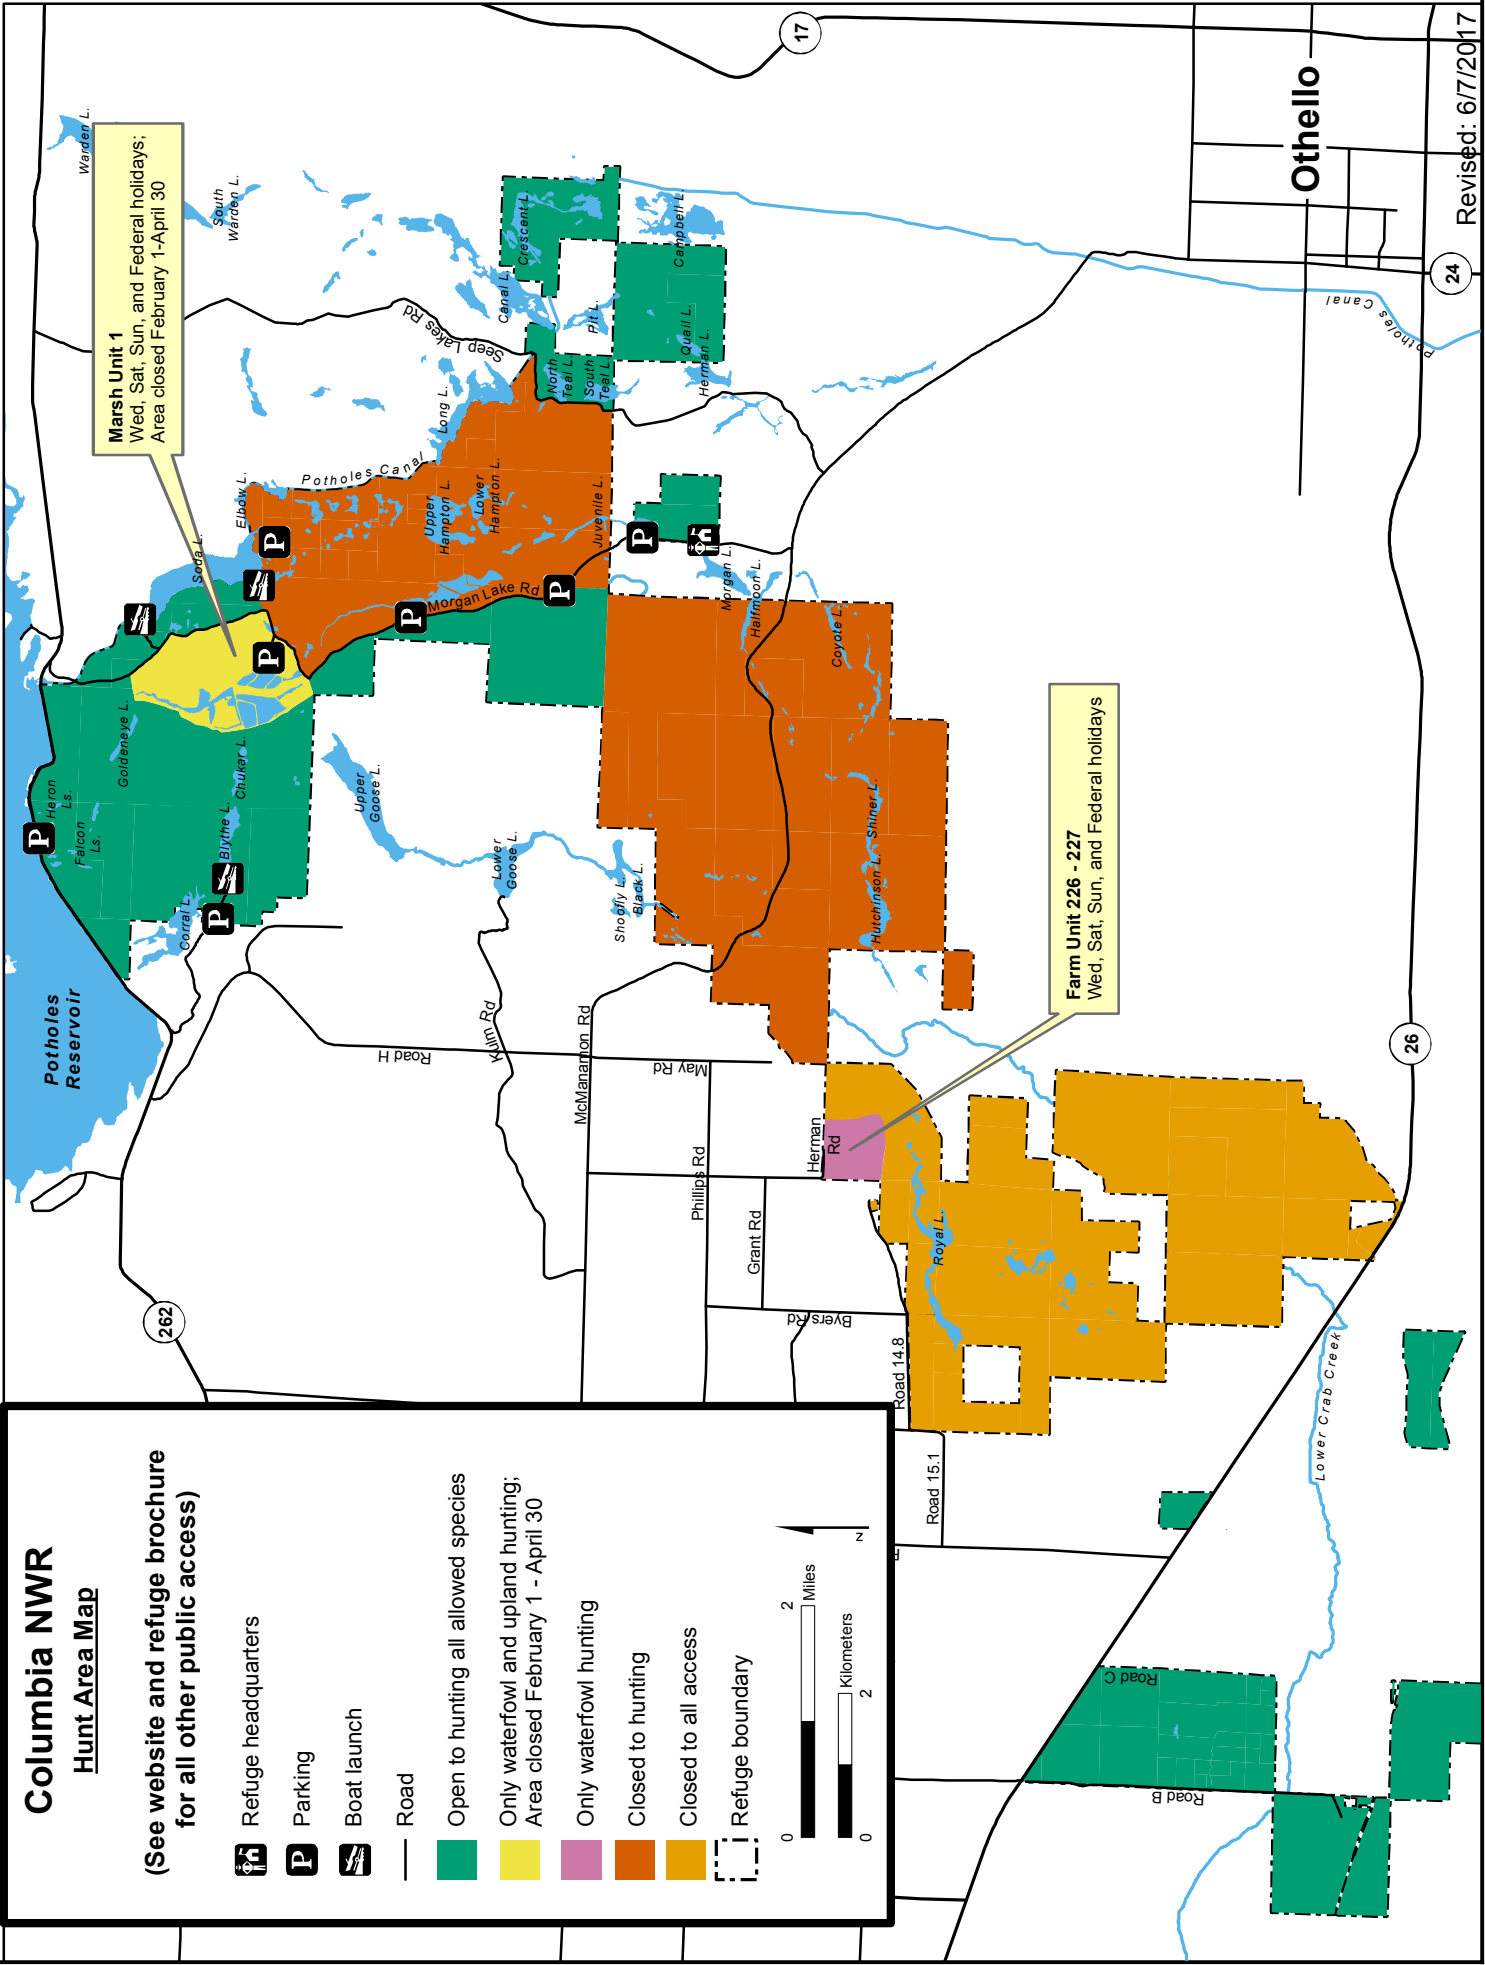 Columbia NWR
Hunt Area Map
(See website and refuge brochure
for all other public access)
Refuge headquarters
P
Parking
Boat launch
Road
Open to hunting all allowed species
Only waterfowl and upland hunting;
Area closed February 1 - April 30
Only waterfowl hunting
Closed to hunting
Closed to all access
Refuge boundary
0
2
Miles
0
2
Kilometers
z
Marsh Unit 1
Wed, Sat, Sun, and Federal holidays;
Area closed February 1-April 30
Farm Unit 226 - 227
Wed, Sat, Sun, and Federal holidays
Potholes
Reservoir
Heron
Ls.
Falcon
Ls.
Goldeneye L.
Chukar L.
Blythe L.
Corral L.
Upper
Goose L.
Lower
Goose L.
Shoofly L.
Black L.
Soda L.
Elbow L.
Warden L.
South
Warden L.
Potholes Canal
Long L.
Upper
Hampton L.
Lower
Hampton L.
Juvenile L.
Morgan Lake Rd
Seep Lakes Rd
Canal L.
Crescent L.
Pit L.
North
Teal L.
South
Teal L.
Campbell L.
Quail L.
Herman L.
Morgan L.
Halfmoon L.
Coyote L.
Shiner L.
Hutchinson L.
Royal L.
Lower Crab Creek
Potholes Canal
Othello
Road H
Kulm Rd
McManamon Rd
May Rd
Phillips Rd
Grant Rd
Herman
Rd
Byers Rd
Road 14.8
Road 15.1
Road C
Road B
P
P
P
P
P
P
P
17
24
26
262
Revised: 6/7/2017